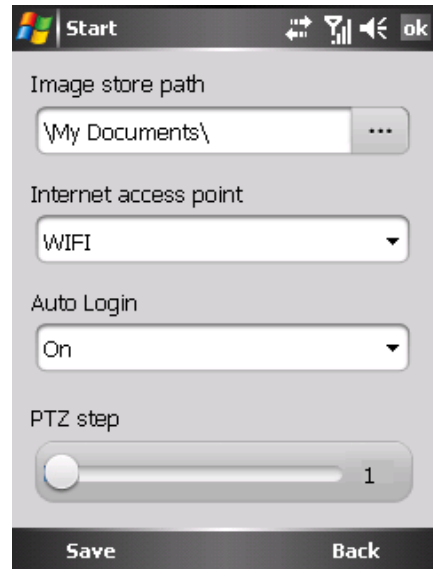 Start ok
Image store path
\My Documents\ ...
Internet access point
WIFI
Auto Login
On
PTZ step
1
Save Back